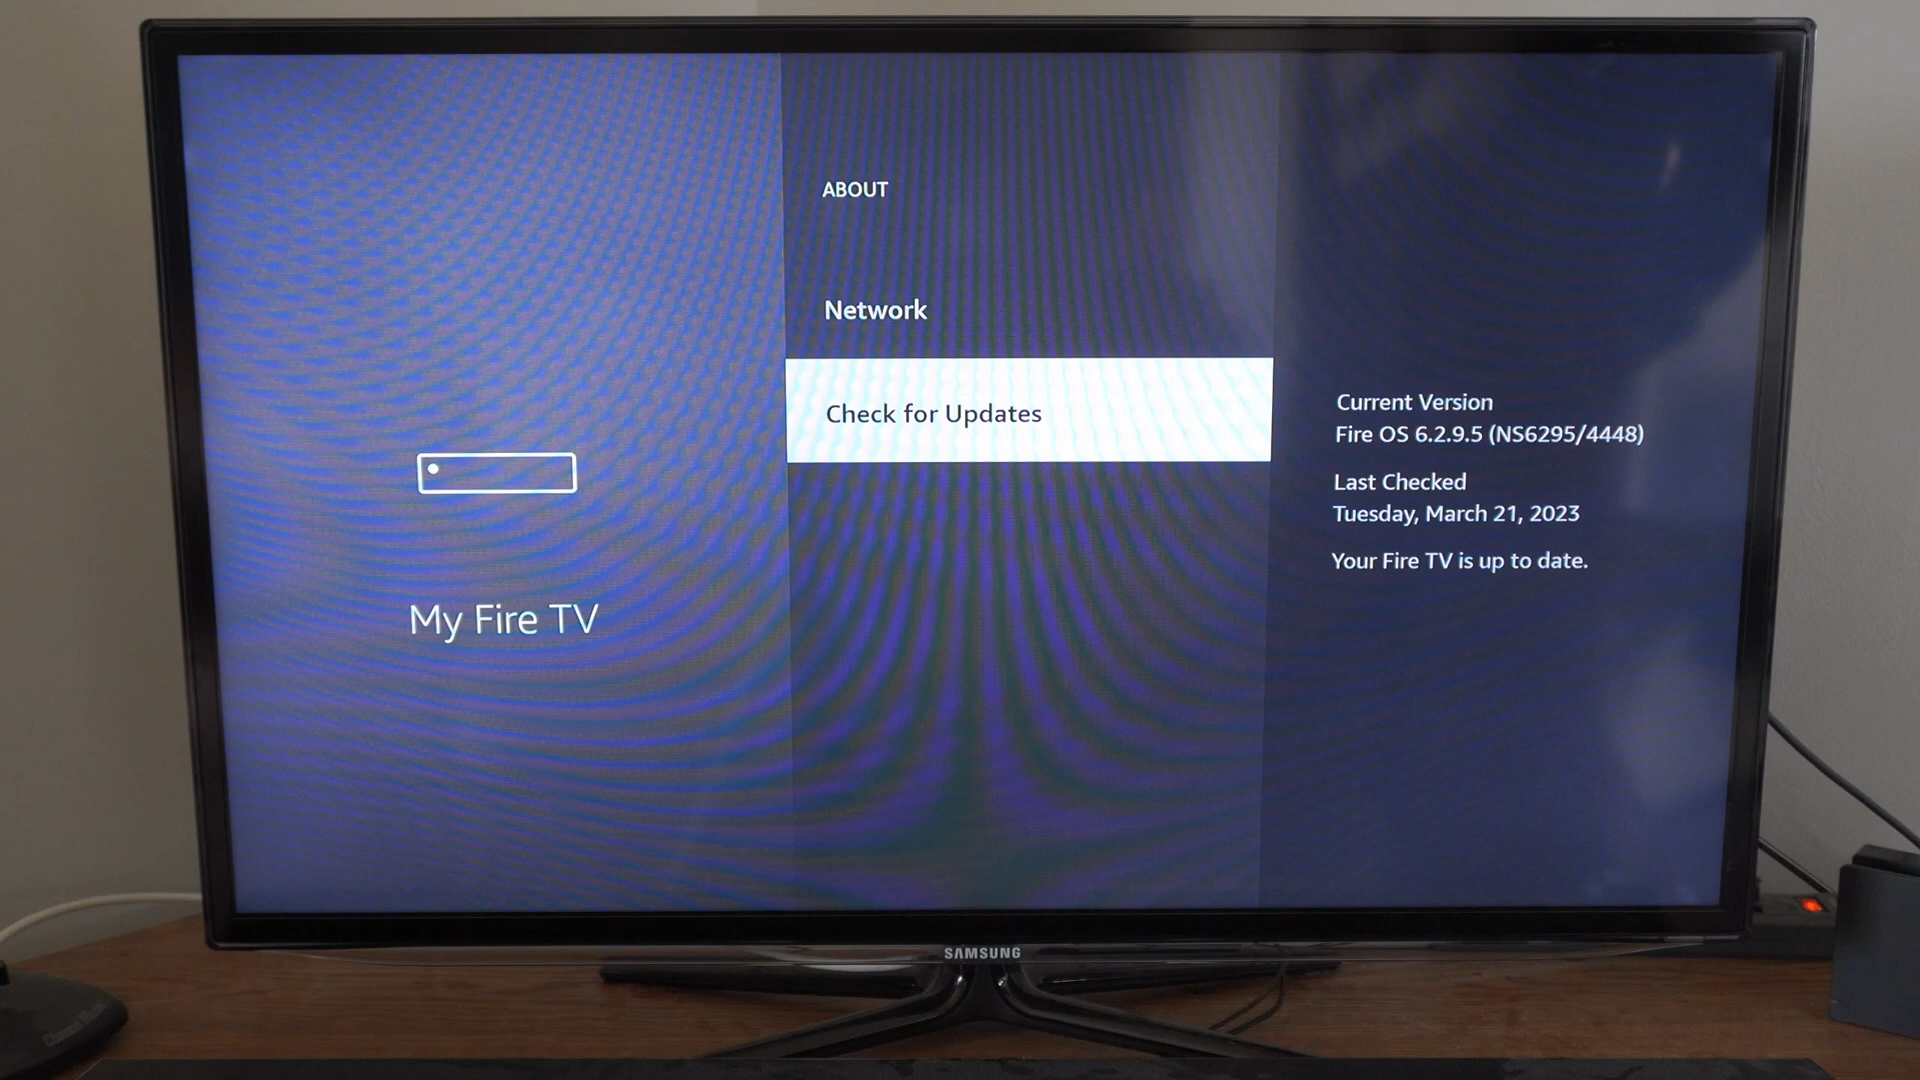 ABOUT
Network
Check for Updates
My Fire TV
Current Version
Fire OS 6.2.9.5 (NS6295/4448)
Last Checked
Tuesday, March 21, 2023
Your Fire TV is up to date.
SAMSUNG